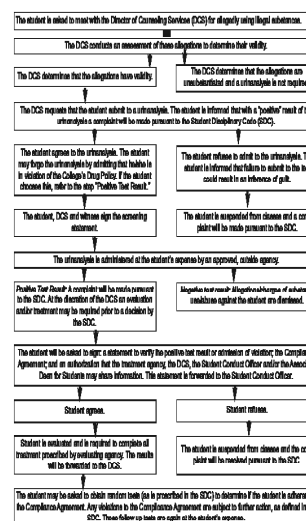 The student is asked to meet with the Director of Counseling Services (DCS) for allegedly using illegal substances.
The DCS conducts an assessment of these allegations to determine their validity.
The DCS determines that the allegations have validity.
The DCS determines that the allegations are
unsubstantiated and a urinalysis is not require
The DCS requests that the student submit to a urinalysis. The student is informed that with a "positive" result of t
urinalysis a complaint will be made pursuant to the Student Disciplinary Code (SDC).
The student agrees to the urinalysis. The student
may forgo the urinalysis by admitting that he/she is
in violation of the College's Drug Policy. If the student
chooses this, refer to the step "Positive Test Result."
The student refuses to admit to the urinalysis. T
student is informed that failure to submit to the te
could result in an inference of guilt.
The student, DCS and witness sign the screening
statement.
The student is suspended from classes and a com
plaint will be made pursuant to the SDC.
The urinalysis is administered at the student's expense by an approved, outside agency.
Positive Test Result: A complaint will be made pursuant
to the SDC. At the discretion of the DCS an evaluation
and/or treatment may be required prior to a decision by
the SDC.
Negative test result: Allegations/charges of substan
use/abuse against the student are dismissed.
The student will be asked to sign: a statement to verify the positive test result or admission of violation; the Complian
Agreement; and an authorization that the treatment agency, the DCS, the Student Conduct Officer and/or the Associ
Dean for Students may share information. This statement is forwarded to the Student Conduct Officer.
Student agrees.
Student refuses.
Student is evaluated and is required to complete all
treatment prescribed by evaluating agency. The results
will be forwarded to the DCS.
The student is suspended from classes and the co
plaint will be received pursuant to the SDC.
The student may be asked to obtain random tests (as is prescribed in the SDC) to determine if the student is adhere
the Compliance Agreement. Any violations to the Compliance Agreement are subject to further action, as defined in
SDC. These follow up tests are again at the student's expense.